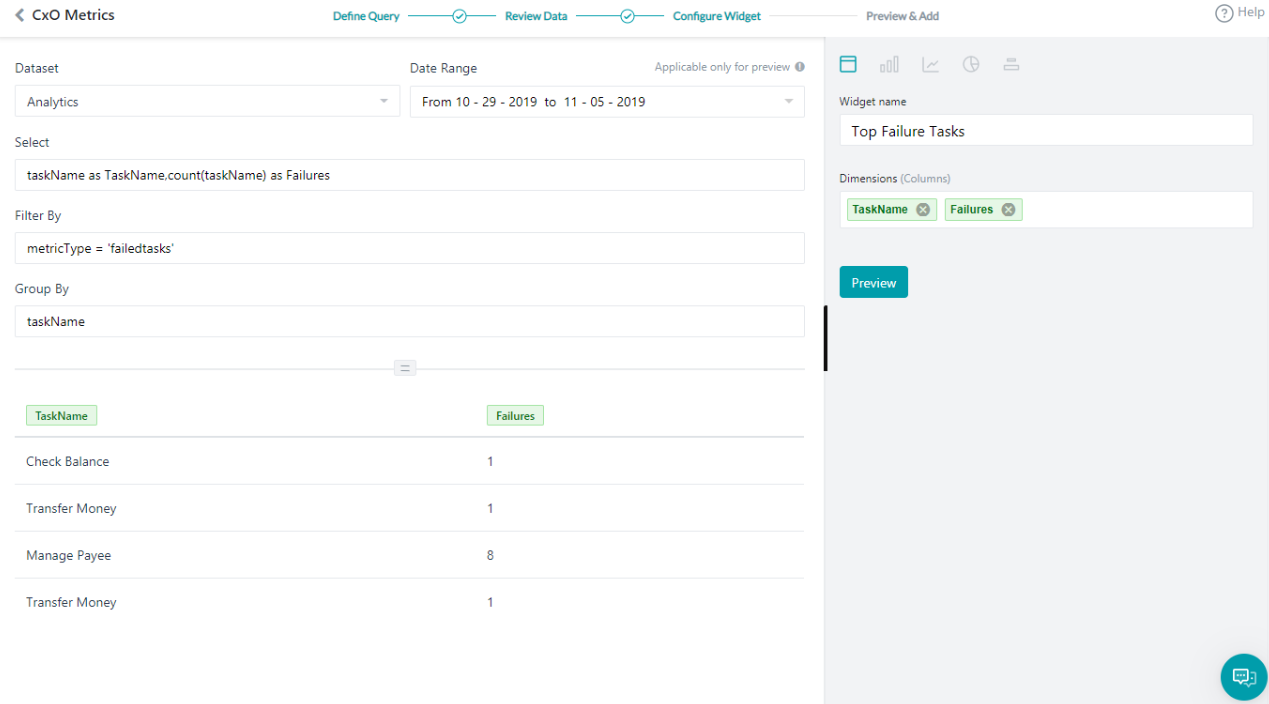 CxO Metrics
Define Query
Review Data
Configure Widget
Preview & Add
? Help
Dataset
Date Range
Applicable only for preview
Analytics
From 10 - 29 - 2019 to 11 - 05 - 2019
Select
taskName as TaskName,count(taskName) as Failures
Filter By
metricType = 'failedtasks'
Group By
taskName
TaskName
Failures
Check Balance
1
Transfer Money
1
Manage Payee
8
Transfer Money
1
Widget name
Top Failure Tasks
Dimensions (Columns)
TaskName
Failures
Preview